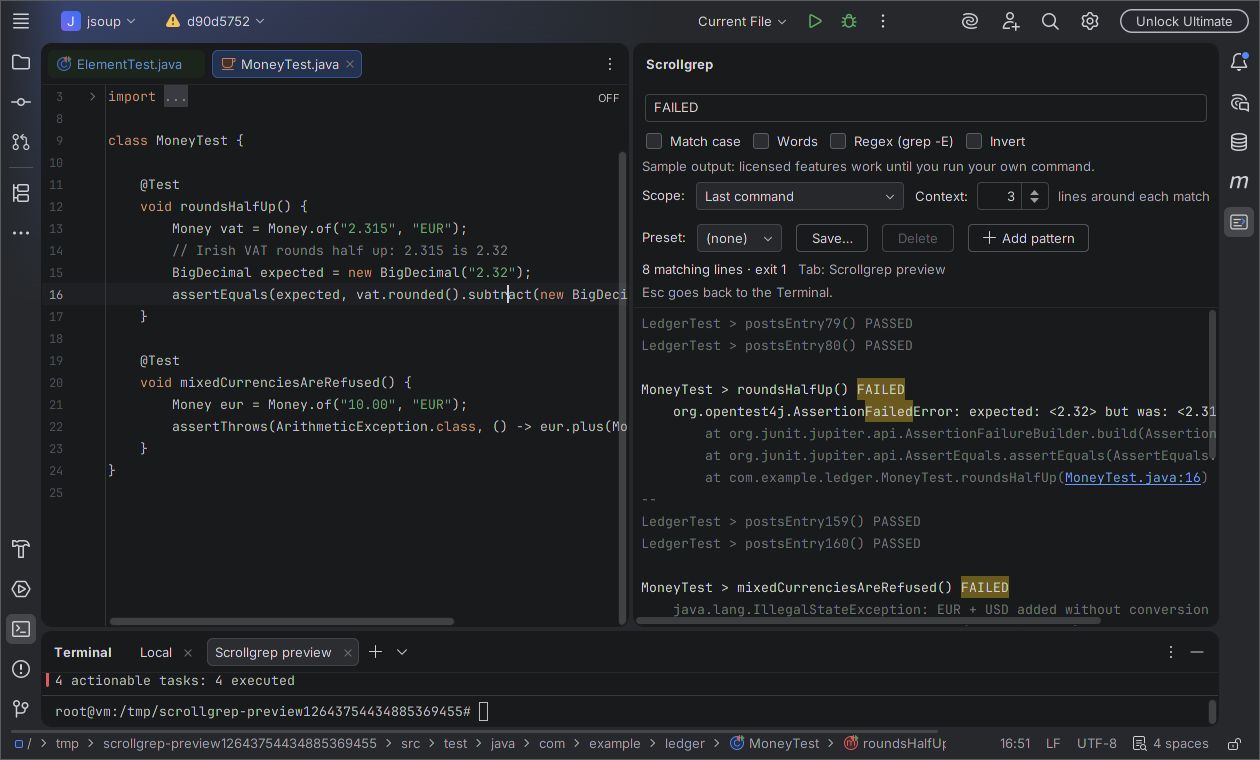 J jsoup d90d5752 Current File Unlock Ultimate
ElementTest.java MoneyTest.java
OFF
3 import ...
8
9 class MoneyTest {
10
11 @Test
12 void roundsHalfUp() {
13 Money vat = Money.of("2.315", "EUR");
14 // Irish VAT rounds half up: 2.315 is 2.32
15 BigDecimal expected = new BigDecimal("2.32");
16 assertEquals(expected, vat.rounded().subtract(new BigDeci
17 }
18
19 @Test
20 void mixedCurrenciesAreRefused() {
21 Money eur = Money.of("10.00", "EUR");
22 assertThrows(ArithmeticException.class, () -> eur.plus(Mo
23 }
24 }
25
Scrollgrep
FAILED
Match case Words Regex (grep -E) Invert
Sample output: licensed features work until you run your own command.
Scope: Last command Context: 3 lines around each match
Preset: (none) Save... Delete Add pattern
8 matching lines · exit 1 Tab: Scrollgrep preview
Esc goes back to the Terminal.
LedgerTest > postsEntry79() PASSED
LedgerTest > postsEntry80() PASSED
MoneyTest > roundsHalfUp() FAILED
org.opentest4j.AssertionFailedError: expected: <2.32> but was: <2.31
at org.junit.jupiter.api.AssertionFailureBuilder.build(Assertion
at org.junit.jupiter.api.AssertEquals.assertEquals(AssertEquals.
at com.example.ledger.MoneyTest.roundsHalfUp(MoneyTest.java:16)
--
LedgerTest > postsEntry159() PASSED
LedgerTest > postsEntry160() PASSED
MoneyTest > mixedCurrenciesAreRefused() FAILED
java.lang.IllegalStateException: EUR + USD added without conversion
Terminal Local Scrollgrep preview
4 actionable tasks: 4 executed
root@vm:/tmp/scrollgrep-preview12643754434885369455#
/ > tmp > scrollgrep-preview12643754434885369455 > src > test > java > com > example > ledger > MoneyTest > roundsHalfUp 16:51 LF UTF-8 4 spaces